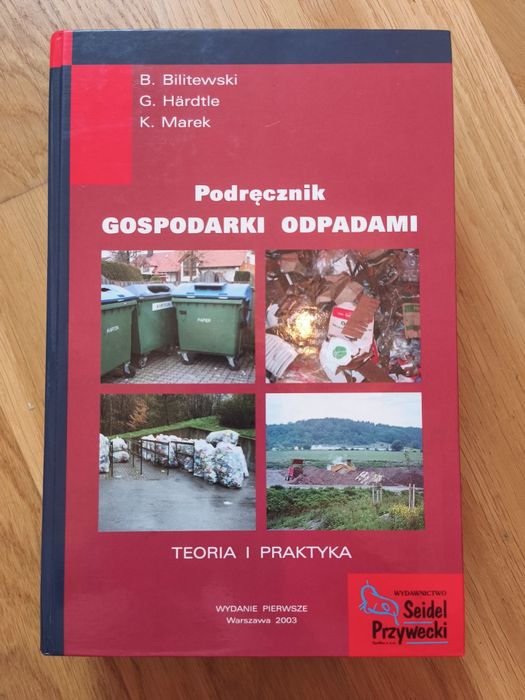 B. Bilitewski
G. Härdtle
K. Marek
Podręcznik
GOSPODARKI ODPADAMI
PAPIER
TEORIA I PRAKTYKA
WYDANIE PIERWSZE
Warszawa 2003
WYDAWNICTWO
Seidel
Przywecki